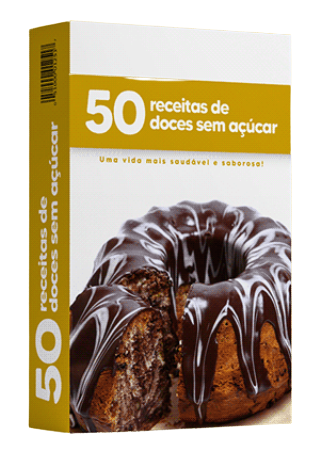 50 receitas de
doces sem açúcar
Uma vida mais saudável e saborosa!
50 receitas de
doces sem açúcar